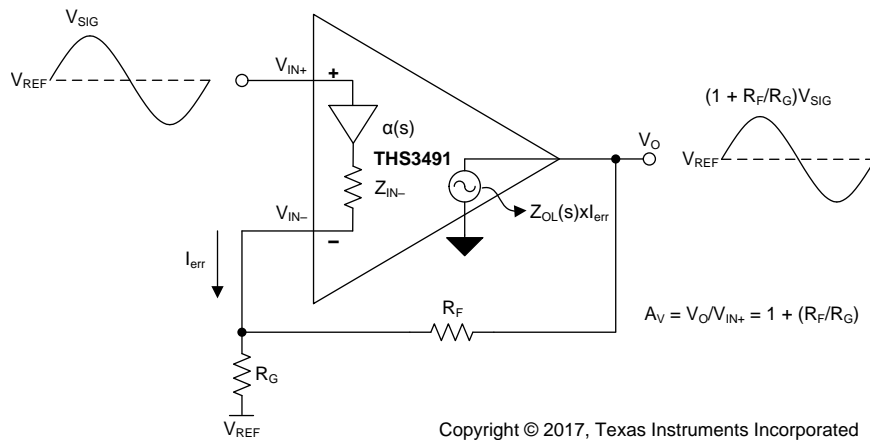 V_SIG
V_REF
V_IN+
+
α(s)
THS3491
Z_IN–
V_IN–
–
I_err
Z_OL(s)xI_err
V_O
(1 + R_F/R_G)V_SIG
V_REF
R_F
A_V = V_O/V_IN+ = 1 + (R_F/R_G)
R_G
V_REF
Copyright © 2017, Texas Instruments Incorporated